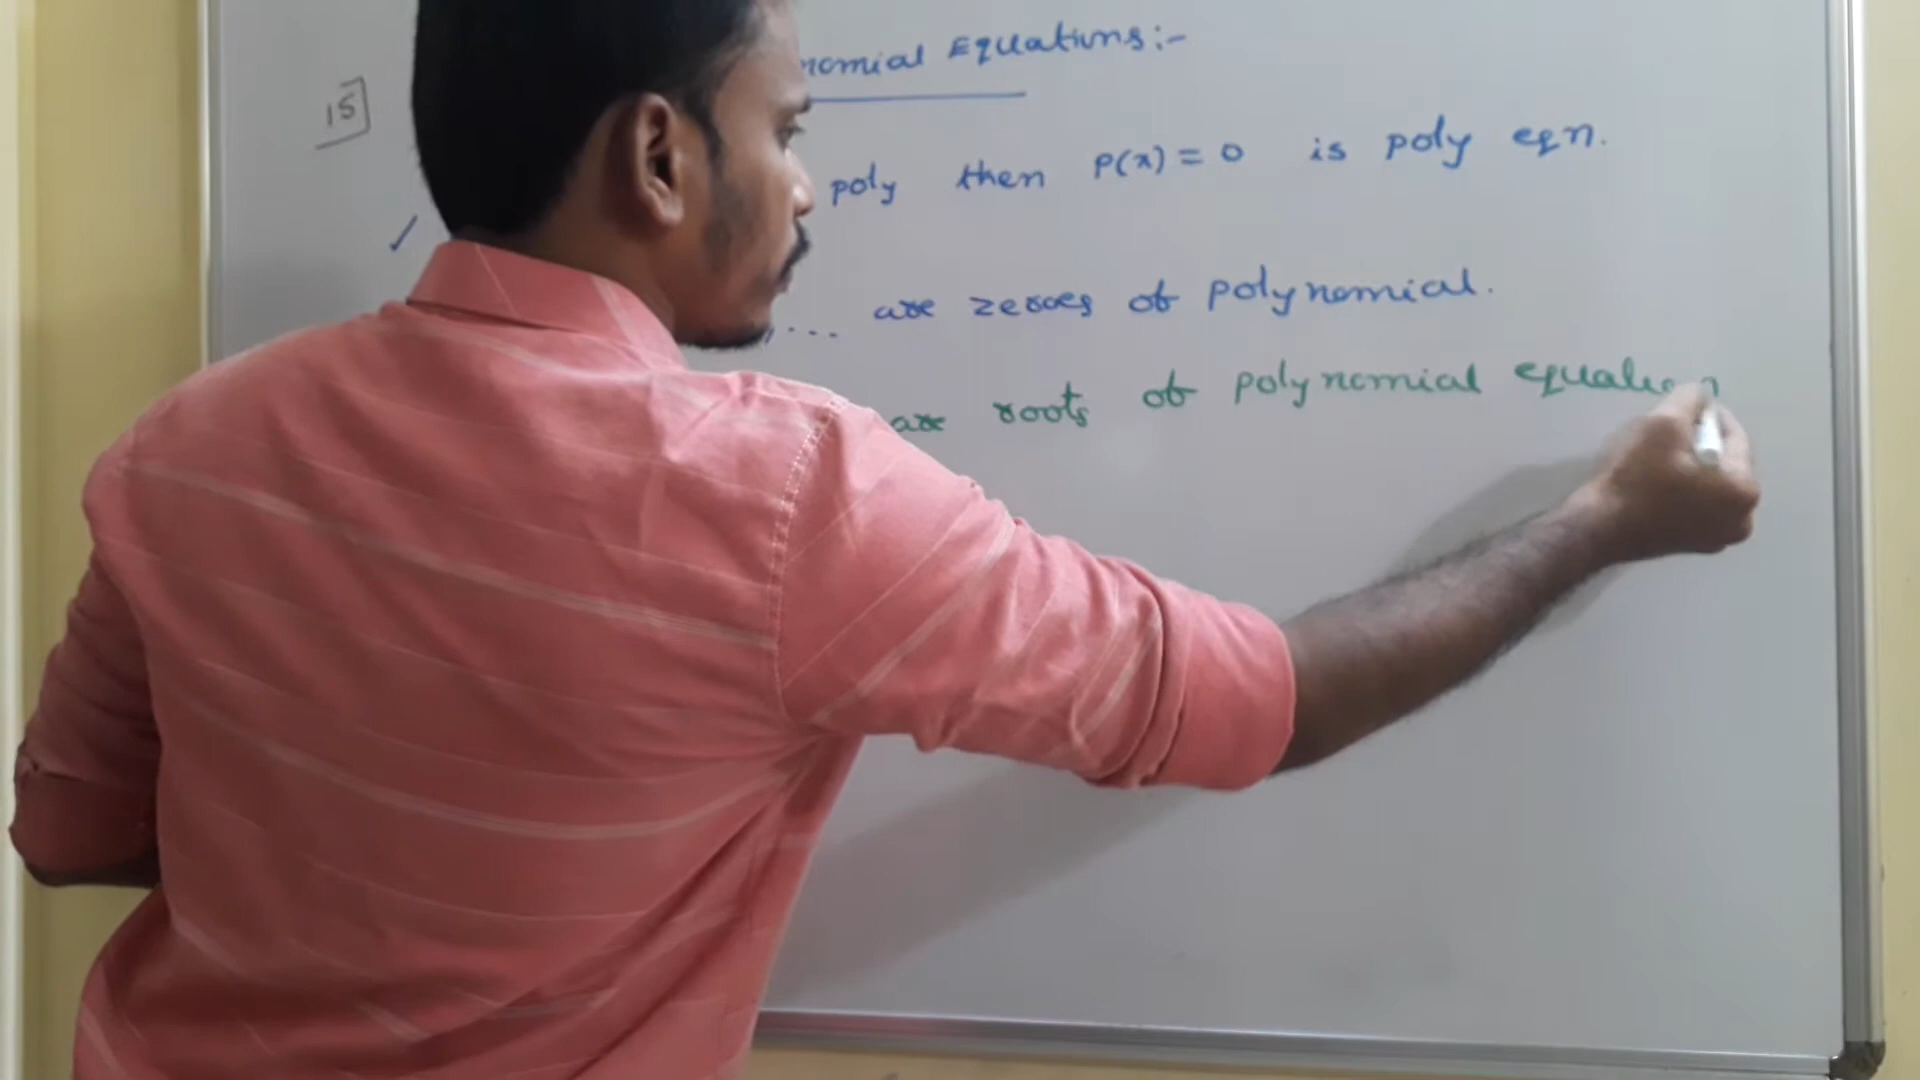 nomial Equations:-
15
poly then P(x) = 0 is poly eqn.
... are zeroes of polynomial.
are roots of polynomial equation